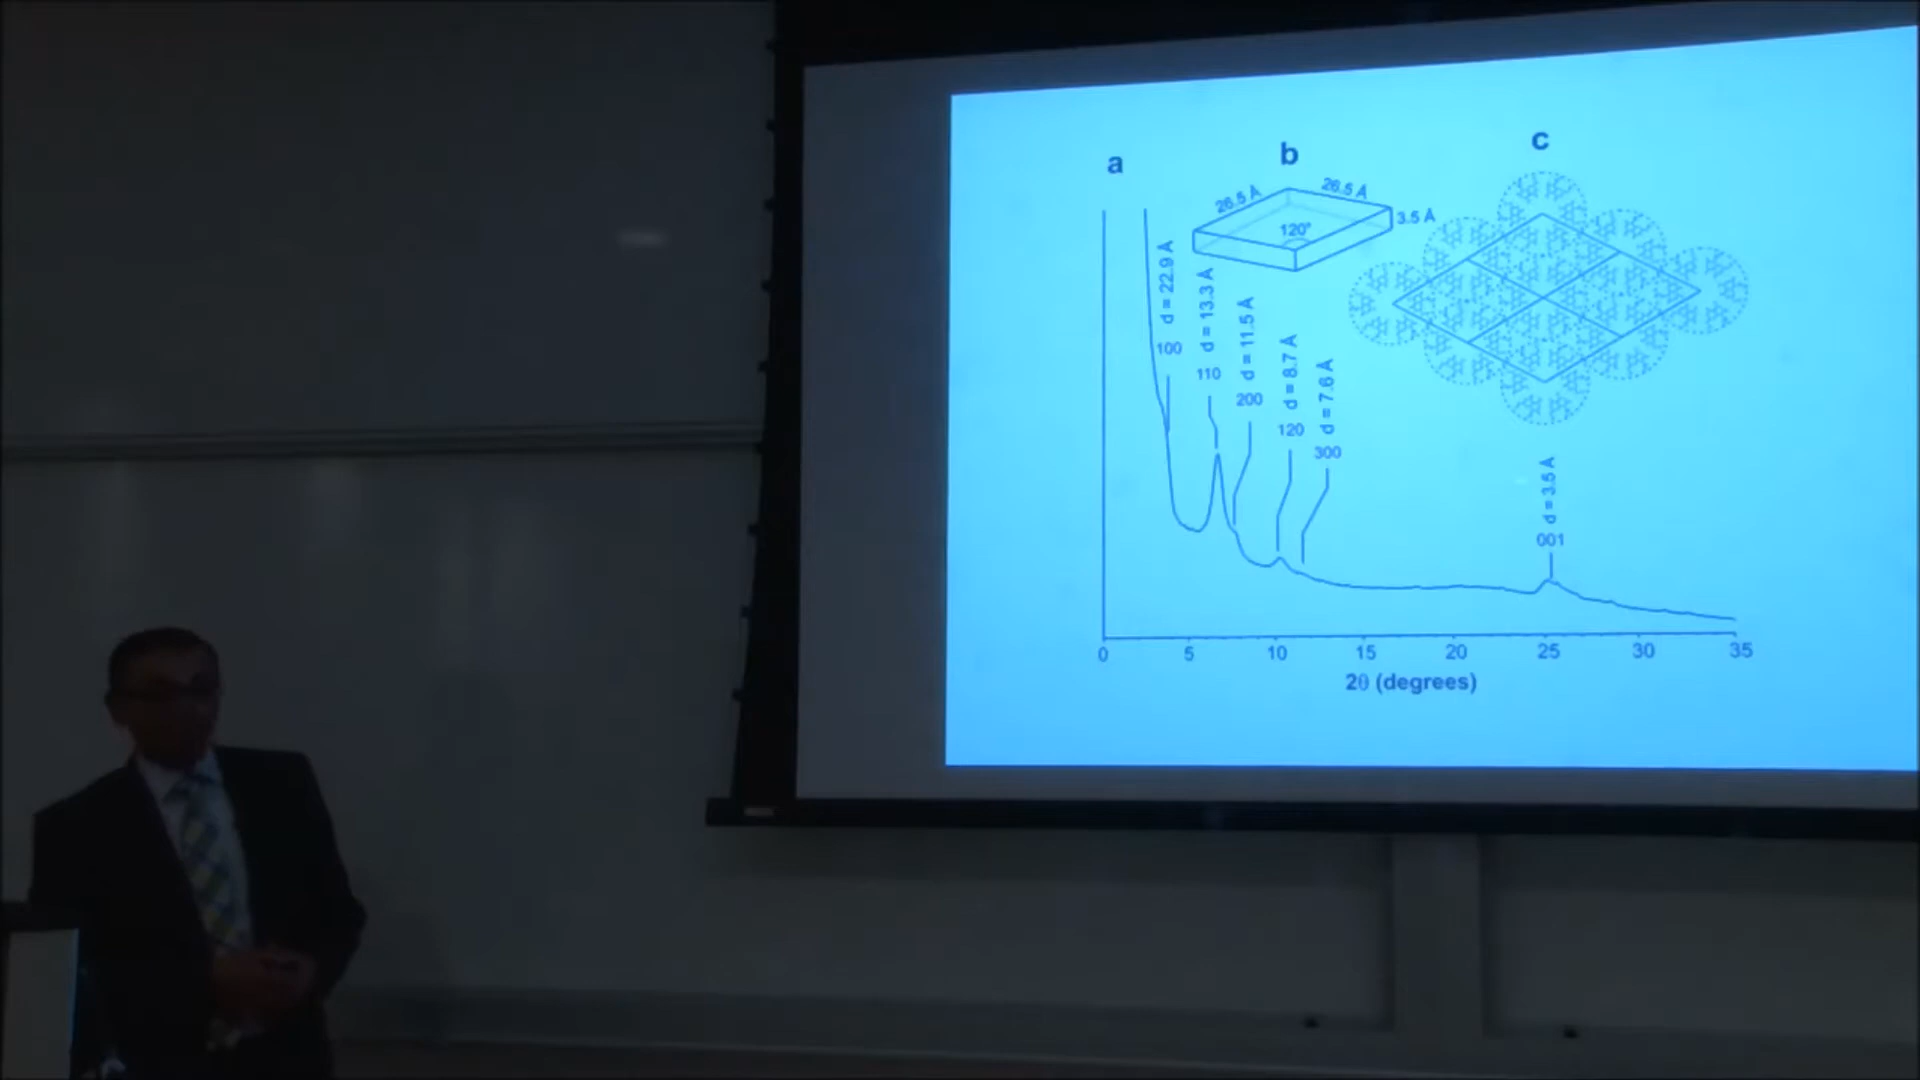 a
b
c
26.5 Å
26.5 Å
3.5 Å
120°
100 d = 22.9 Å
110 d = 13.3 Å
200 d = 11.5 Å
120 d = 8.7 Å
300 d = 7.6 Å
001 d = 3.5 Å
0 5 10 15 20 25 30 35
2θ (degrees)